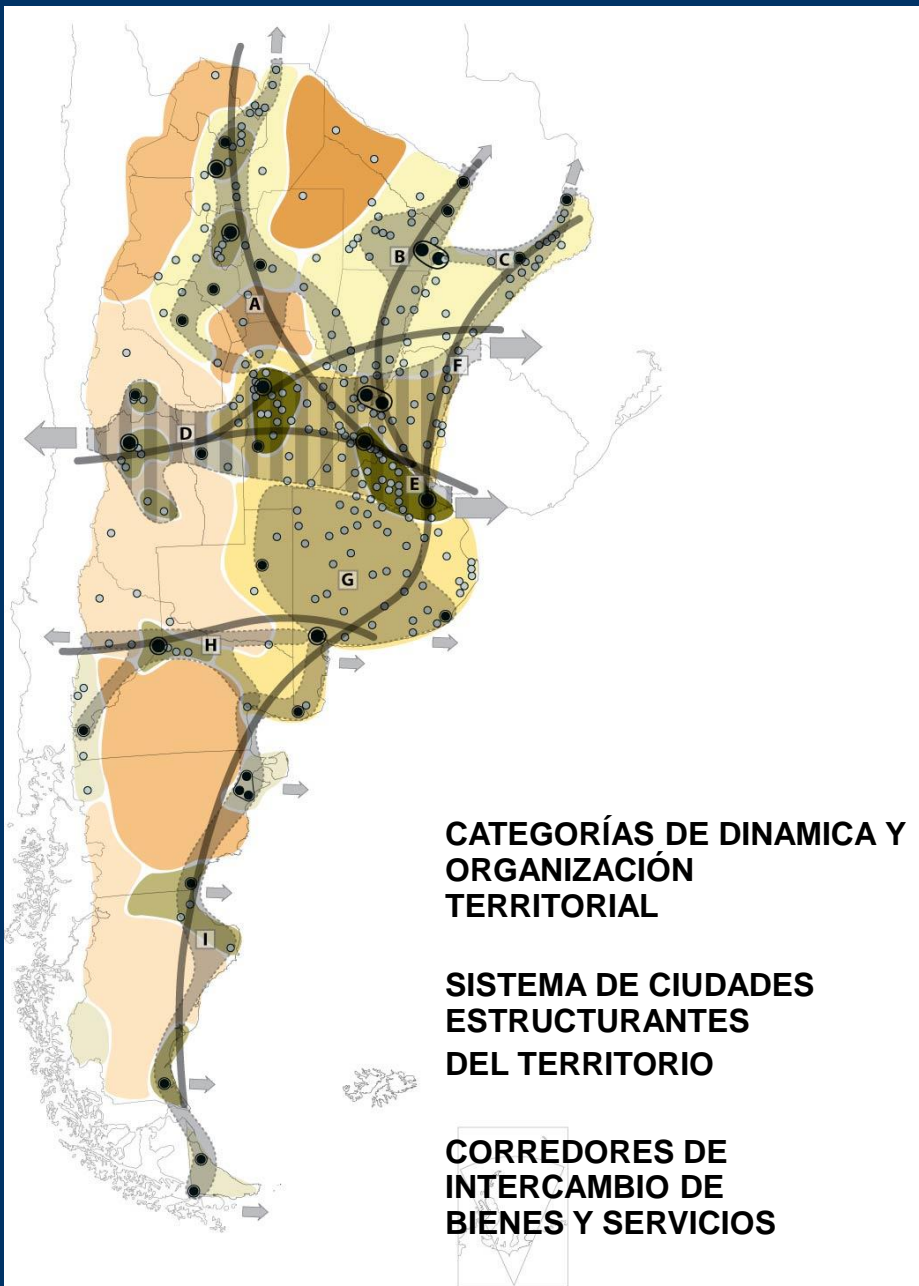 A
B
C
F
D
E
G
H
I
CATEGORÍAS DE DINAMICA Y
ORGANIZACIÓN
TERRITORIAL
SISTEMA DE CIUDADES
ESTRUCTURANTES
DEL TERRITORIO
CORREDORES DE
INTERCAMBIO DE
BIENES Y SERVICIOS